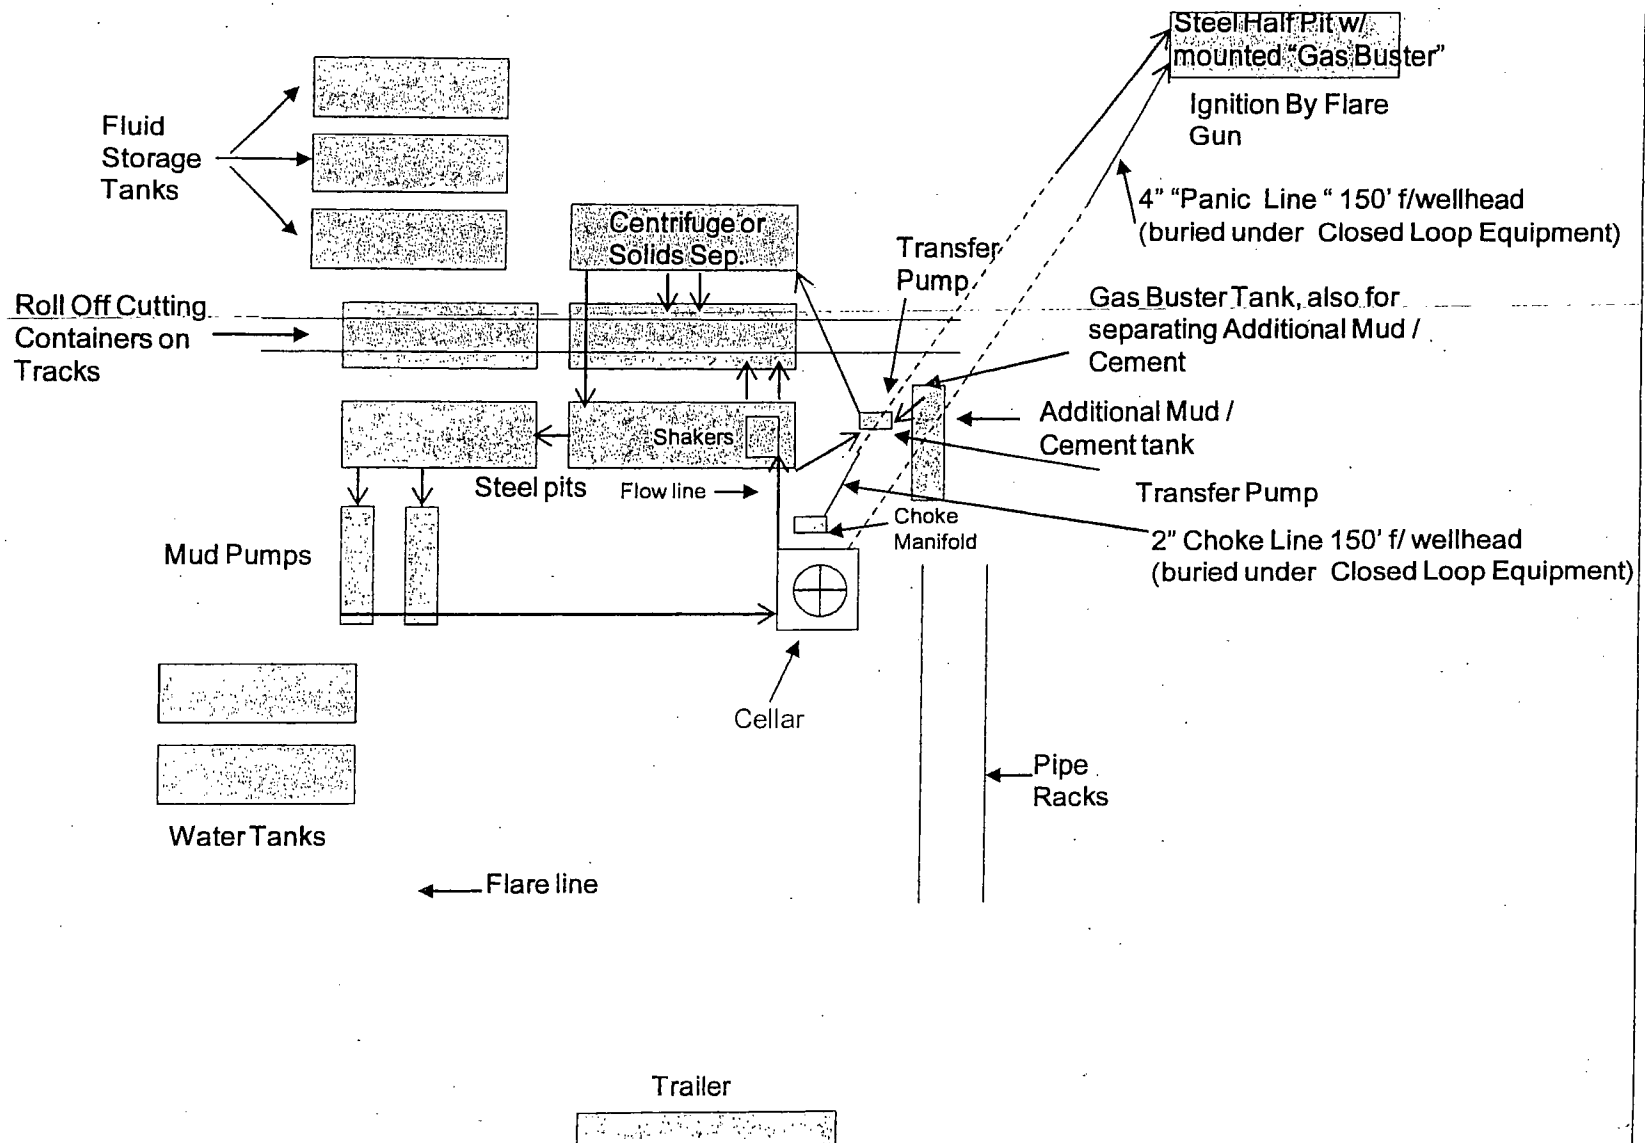 Steel Half Pit w/
mounted “Gas Buster”
Ignition By Flare
Gun
Fluid
Storage
Tanks
4” “Panic Line “ 150’ f/wellhead
(buried under Closed Loop Equipment)
Centrifuge or
Solids Sep.
Transfer
Pump
Roll Off Cutting
Containers on
Tracks
Gas Buster Tank, also for
separating Additional Mud /
Cement
Additional Mud /
Cement tank
Shakers
Steel pits
Flow line
Transfer Pump
Choke
Manifold
2” Choke Line 150’ f/ wellhead
(buried under Closed Loop Equipment)
Mud Pumps
Cellar
Pipe
Racks
Water Tanks
Flare line
Trailer